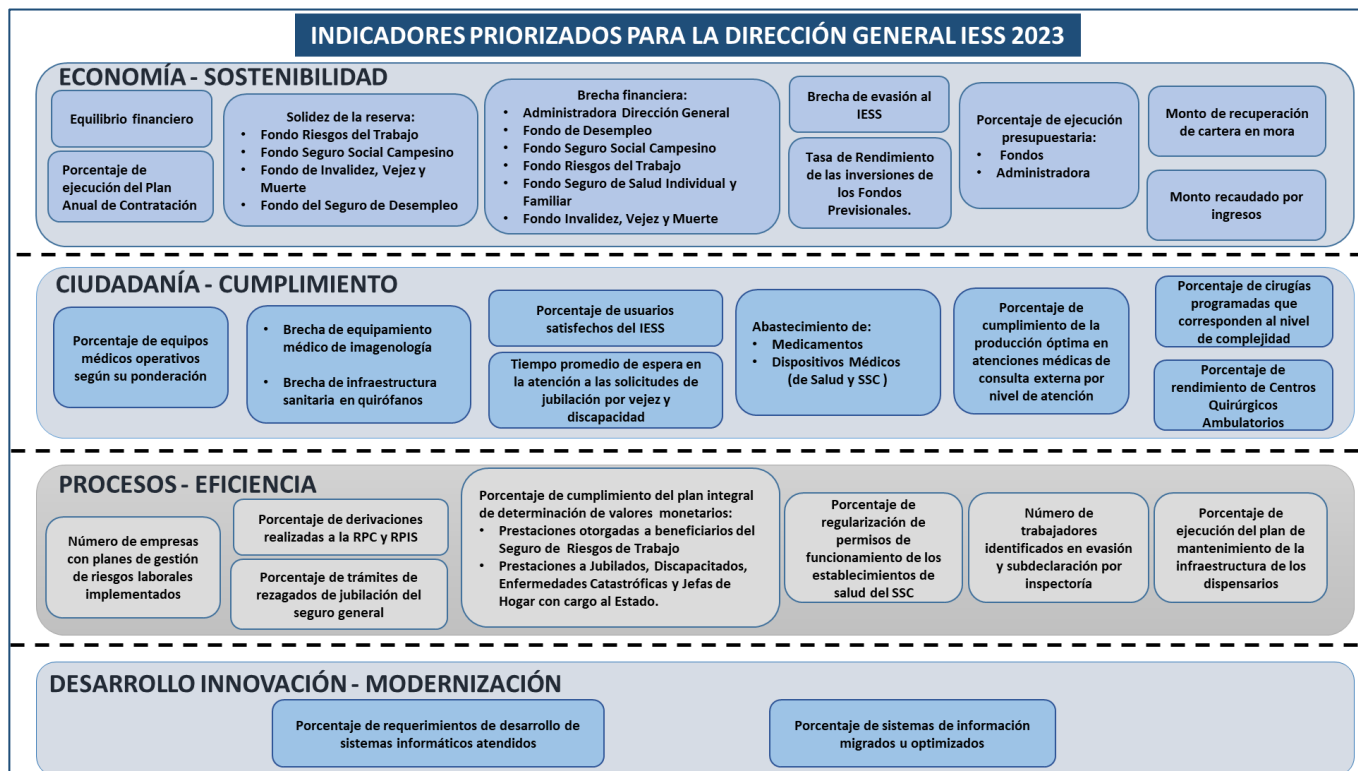 INDICADORES PRIORIZADOS PARA LA DIRECCIÓN GENERAL IESS 2023
ECONOMÍA - SOSTENIBILIDAD
Equilibrio financiero
Porcentaje de
ejecución del Plan
Anual de Contratación
Solidez de la reserva:
• Fondo Riesgos del Trabajo
• Fondo Seguro Social Campesino
• Fondo de Invalidez, Vejez y
Muerte
• Fondo del Seguro de Desempleo
Brecha financiera:
• Administradora Dirección General
• Fondo de Desempleo
• Fondo Seguro Social Campesino
• Fondo Riesgos del Trabajo
• Fondo Seguro de Salud Individual y
Familiar
• Fondo Invalidez, Vejez y Muerte
Brecha de evasión al
IESS
Tasa de Rendimiento
de las inversiones de
los Fondos
Previsionales.
Porcentaje de ejecución
presupuestaria:
• Fondos
• Administradora
Monto de recuperación
de cartera en mora
Monto recaudado por
ingresos
CIUDADANÍA - CUMPLIMIENTO
Porcentaje de equipos
médicos operativos
según su ponderación
• Brecha de equipamiento
médico de imagenología
• Brecha de infraestructura
sanitaria en quirófanos
Porcentaje de usuarios
satisfechos del IESS
Tiempo promedio de espera en
la atención a las solicitudes de
jubilación por vejez y
discapacidad
Abastecimiento de:
• Medicamentos
• Dispositivos Médicos
(de Salud y SSC )
Porcentaje de
cumplimiento de la
producción óptima en
atenciones médicas de
consulta externa por
nivel de atención
Porcentaje de cirugías
programadas que
corresponden al nivel
de complejidad
Porcentaje de
rendimiento de Centros
Quirúrgicos
Ambulatorios
PROCESOS - EFICIENCIA
Número de empresas
con planes de gestión
de riesgos laborales
implementados
Porcentaje de derivaciones
realizadas a la RPC y RPIS
Porcentaje de trámites de
rezagados de jubilación del
seguro general
Porcentaje de cumplimiento del plan integral
de determinación de valores monetarios:
• Prestaciones otorgadas a beneficiarios del
Seguro de Riesgos de Trabajo
• Prestaciones a Jubilados, Discapacitados,
Enfermedades Catastróficas y Jefas de
Hogar con cargo al Estado.
Porcentaje de
regularización de
permisos de
funcionamiento de los
establecimientos de
salud del SSC
Número de
trabajadores
identificados en evasión
y subdeclaración por
inspectoría
Porcentaje de
ejecución del plan de
mantenimiento de la
infraestructura de los
dispensarios
DESARROLLO INNOVACIÓN - MODERNIZACIÓN
Porcentaje de requerimientos de desarrollo de
sistemas informáticos atendidos
Porcentaje de sistemas de información
migrados u optimizados